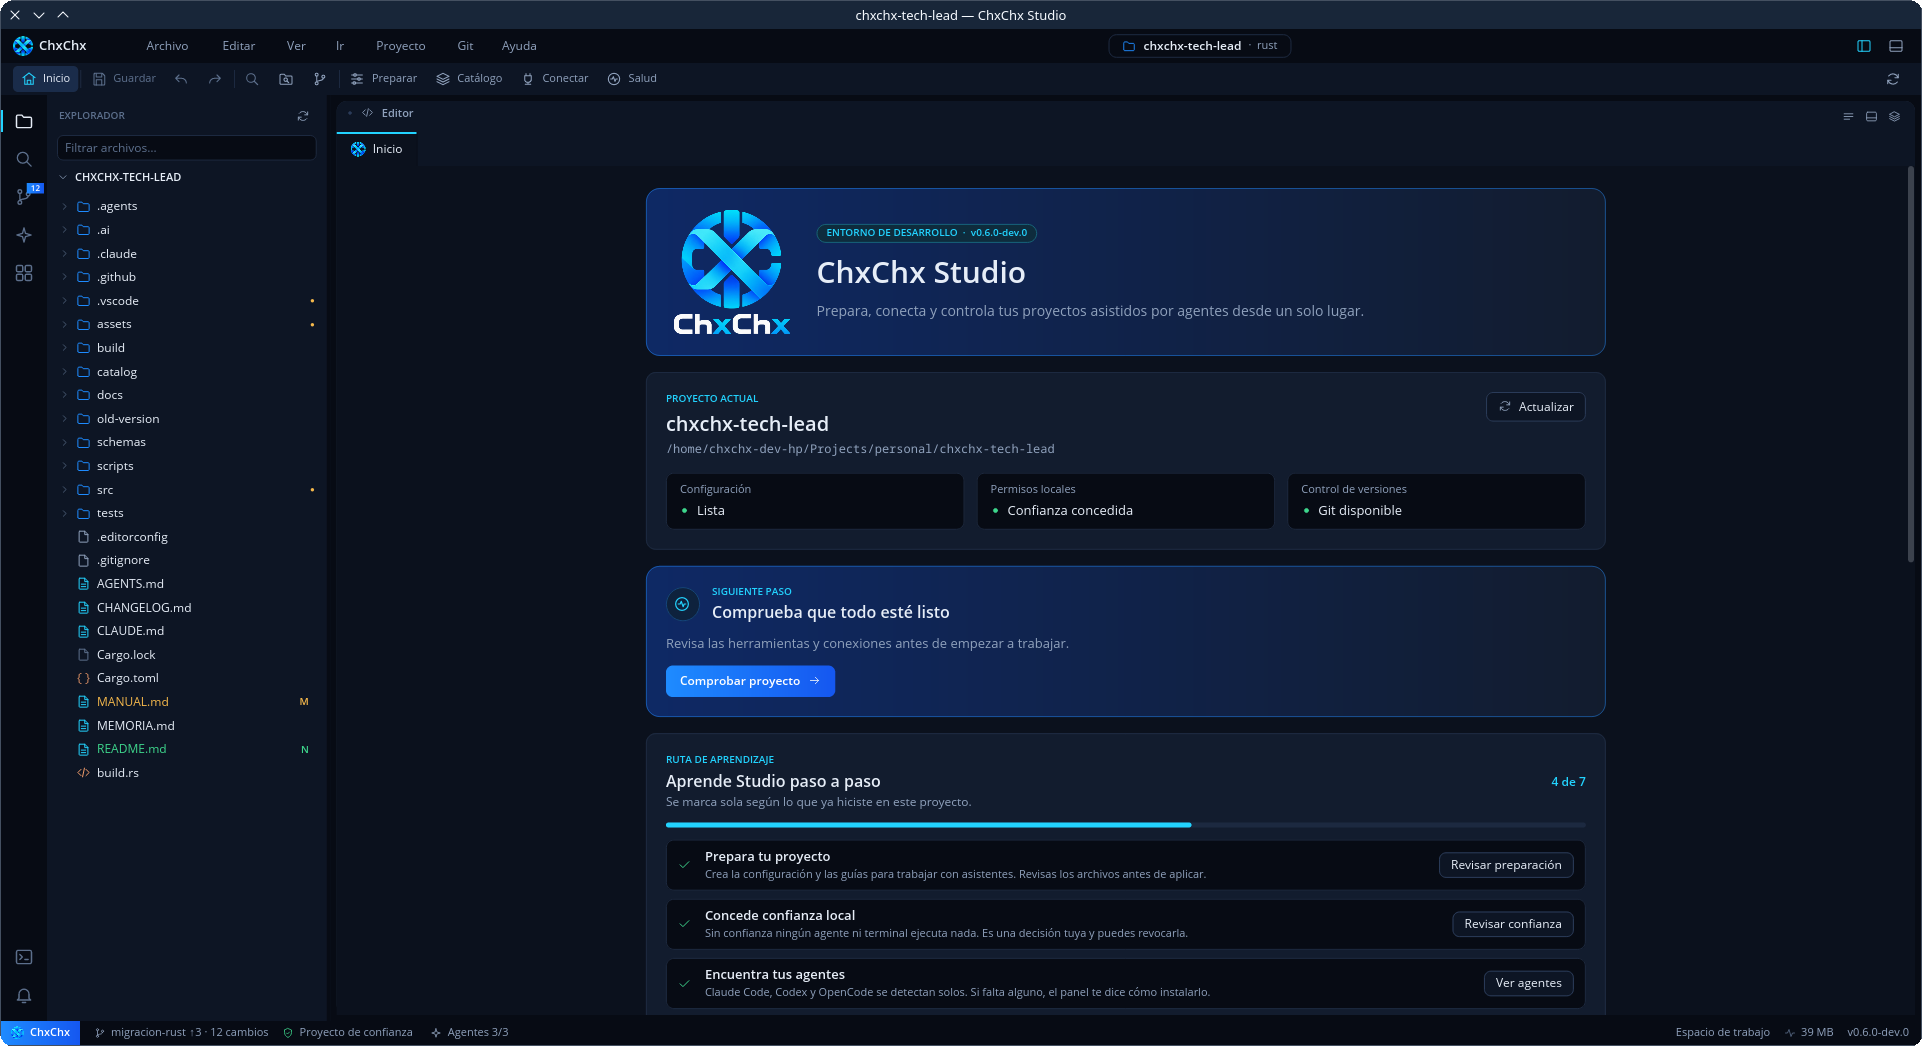 chxchx-tech-lead — ChxChx Studio
ChxChx
Archivo Editar Ver Ir Proyecto Git Ayuda
chxchx-tech-lead · rust
Inicio Guardar Preparar Catálogo Conectar Salud
EXPLORADOR
Filtrar archivos...
CHXCHX-TECH-LEAD
12
.agents
.ai
.claude
.github
.vscode
assets
build
catalog
docs
old-version
schemas
scripts
src
tests
.editorconfig
.gitignore
AGENTS.md
CHANGELOG.md
CLAUDE.md
Cargo.lock
Cargo.toml
MANUAL.md M
MEMORIA.md
README.md N
build.rs
Editor
Inicio
ChxChx
ENTORNO DE DESARROLLO · v0.6.0-dev.0
ChxChx Studio
Prepara, conecta y controla tus proyectos asistidos por agentes desde un solo lugar.
PROYECTO ACTUAL
chxchx-tech-lead
/home/chxchx-dev-hp/Projects/personal/chxchx-tech-lead
Actualizar
Configuración
Lista
Permisos locales
Confianza concedida
Control de versiones
Git disponible
SIGUIENTE PASO
Comprueba que todo esté listo
Revisa las herramientas y conexiones antes de empezar a trabajar.
Comprobar proyecto →
RUTA DE APRENDIZAJE
Aprende Studio paso a paso
4 de 7
Se marca sola según lo que ya hiciste en este proyecto.
Prepara tu proyecto
Crea la configuración y las guías para trabajar con asistentes. Revisas los archivos antes de aplicar.
Revisar preparación
Concede confianza local
Sin confianza ningún agente ni terminal ejecuta nada. Es una decisión tuya y puedes revocarla.
Revisar confianza
Encuentra tus agentes
Claude Code, Codex y OpenCode se detectan solos. Si falta alguno, el panel te dice cómo instalarlo.
Ver agentes
ChxChx migracion-rust ↑3 · 12 cambios Proyecto de confianza Agentes 3/3 Espacio de trabajo 39 MB v0.6.0-dev.0